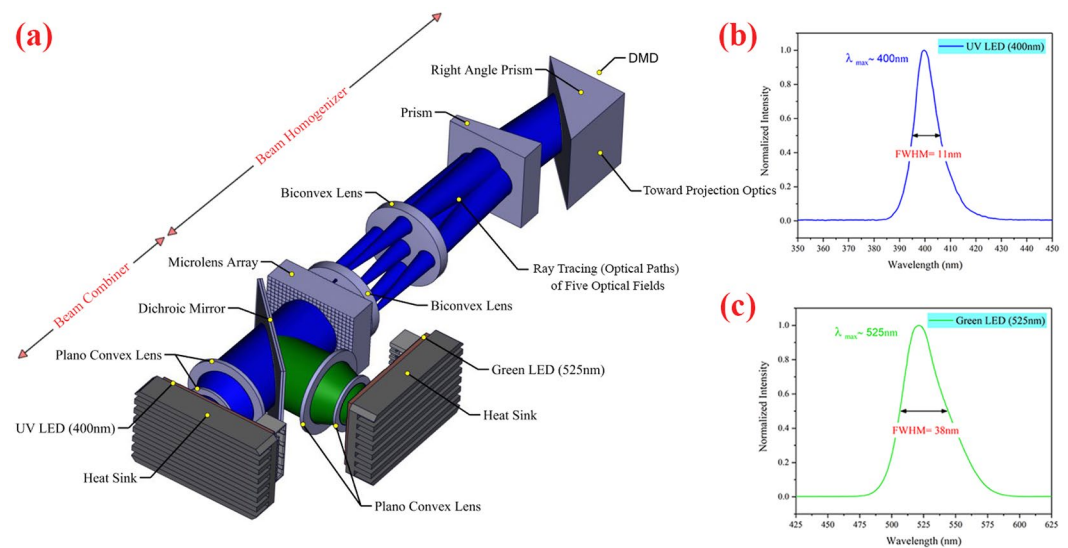 (a)
Beam Homogenizer
Beam Combiner
DMD
Right Angle Prism
Prism
Toward Projection Optics
Biconvex Lens
Ray Tracing (Optical Paths)
of Five Optical Fields
Microlens Array
Biconvex Lens
Dichroic Mirror
Plano Convex Lens
Green LED (525nm)
Heat Sink
UV LED (400nm)
Heat Sink
Plano Convex Lens
(b)
UV LED (400nm)
λ max~ 400nm
FWHM= 11nm
Normalized Intensity
1.0
0.8
0.6
0.4
0.2
0.0
350 360 370 380 390 400 410 420 430 440 450
Wavelength (nm)
(c)
Green LED (525nm)
λ max~ 525nm
FWHM= 38nm
Normalized Intensity
1.0
0.8
0.6
0.4
0.2
0.0
425 450 475 500 525 550 575 600 625
Wavelength (nm)